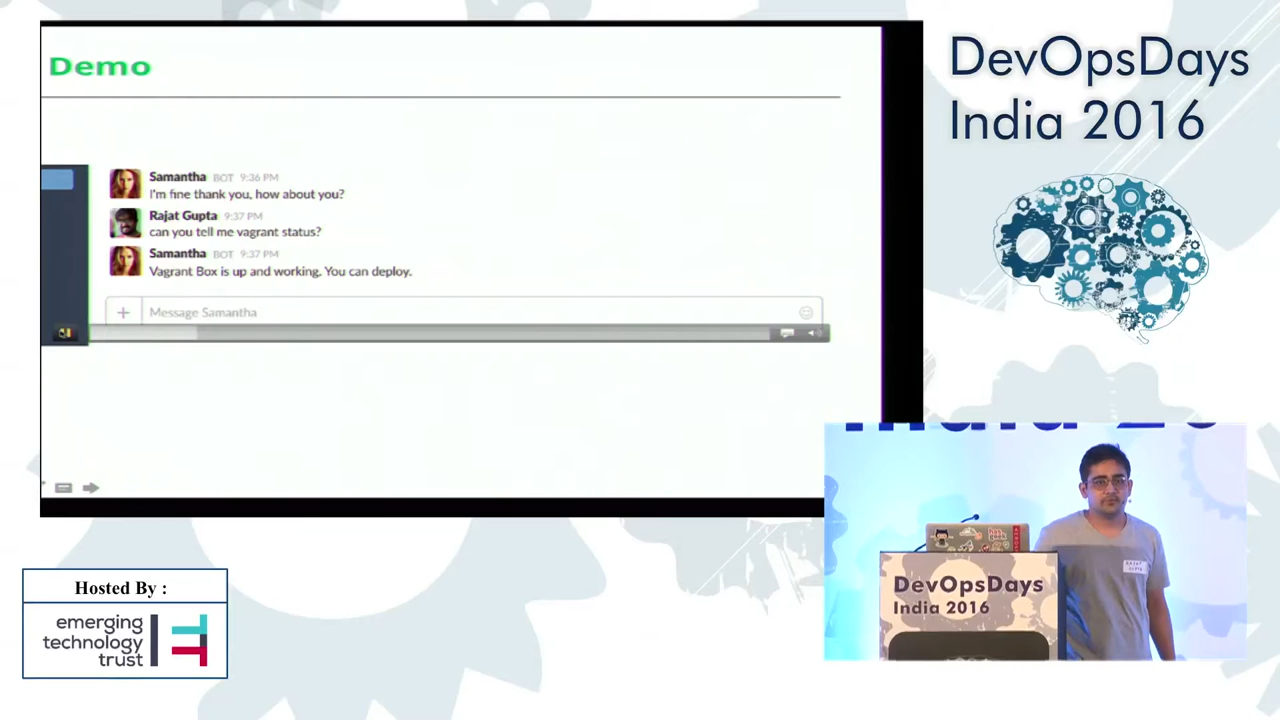 Demo
Samantha BOT 9:36 PM
I'm fine thank you, how about you?
Rajat Gupta 9:37 PM
can you tell me vagrant status?
Samantha BOT 9:37 PM
Vagrant Box is up and working. You can deploy.
+ Message Samantha
DevOpsDays
India 2016
DevOpsDays
India 2016
Hosted By :
emerging
technology
trust